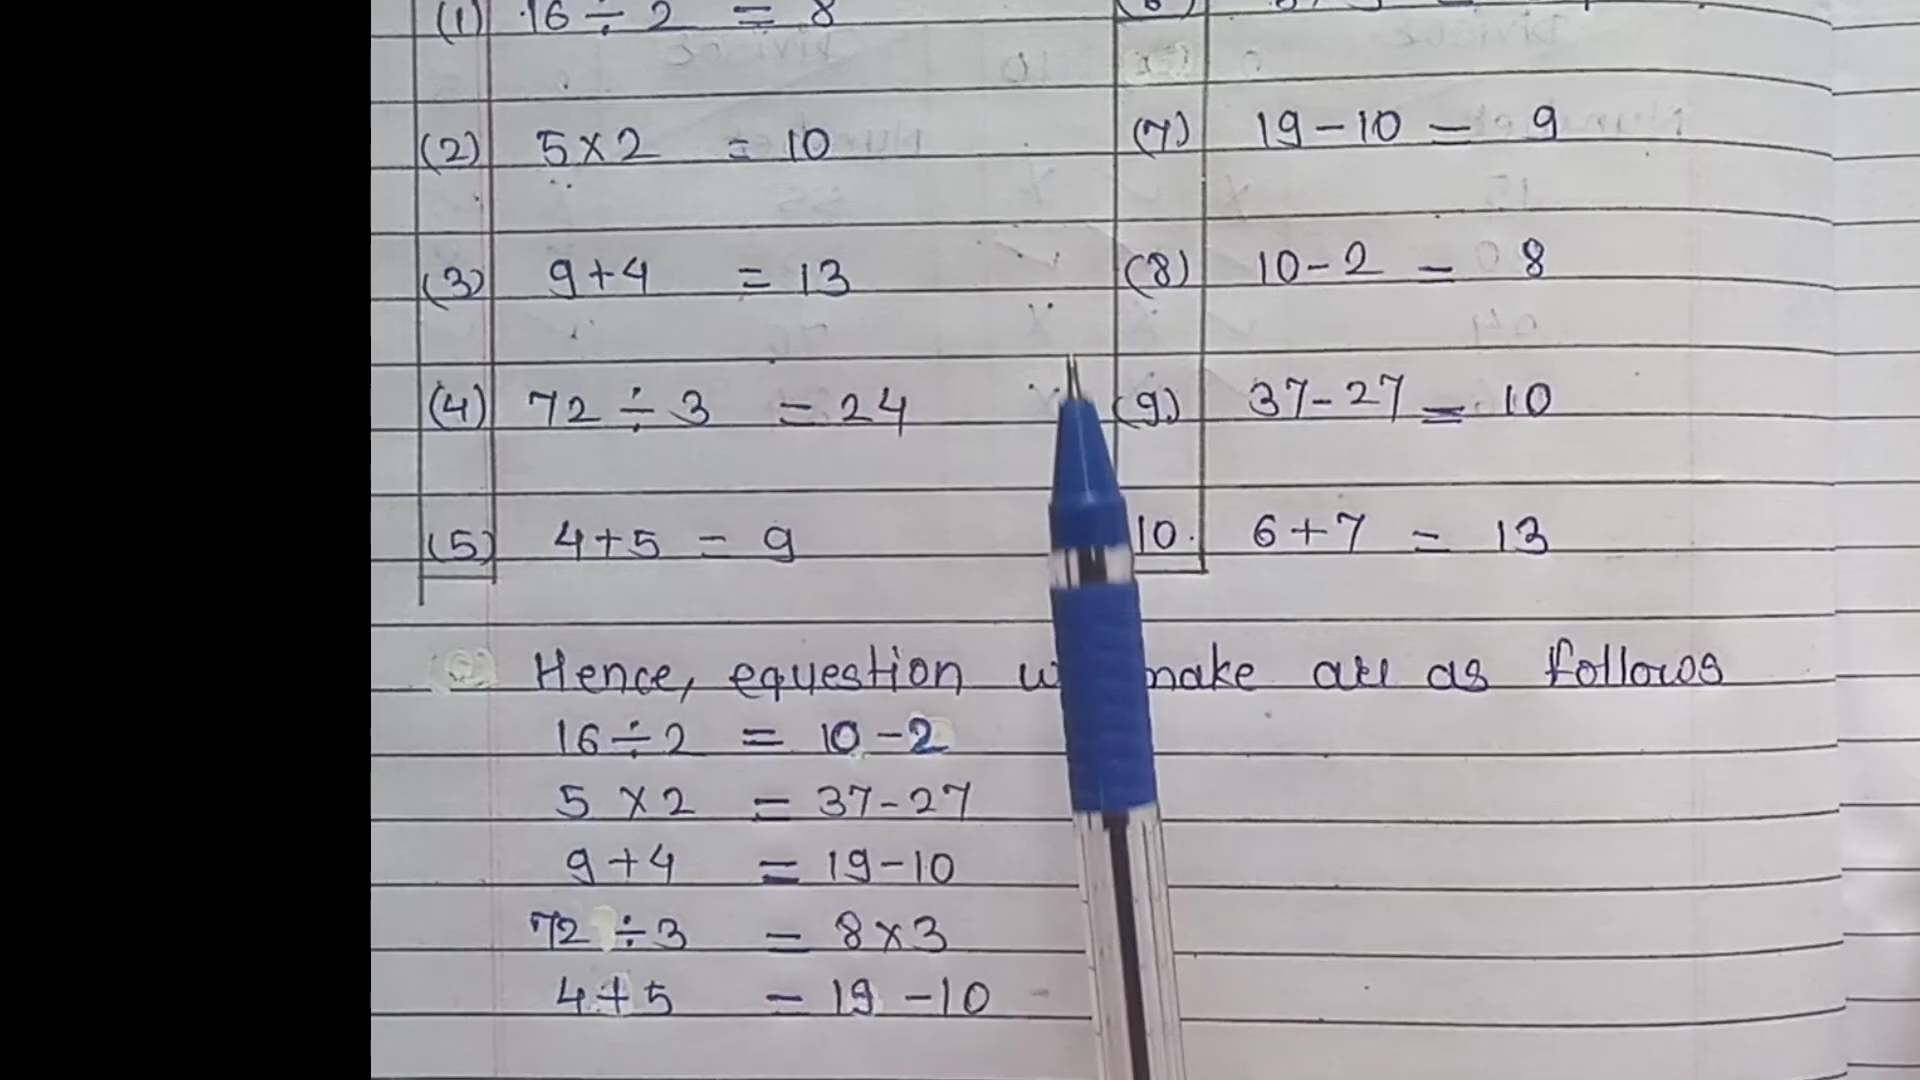 (1) 16 ÷ 2 = 8
(2) 5 × 2 = 10
(3) 9 + 4 = 13
(4) 72 ÷ 3 = 24
(5) 4 + 5 = 9
(7) 19 - 10 = 9
(8) 10 - 2 = 8
(9) 37 - 27 = 10
10. 6 + 7 = 13
Hence, equestion make are as follows
16 ÷ 2 = 10 - 2
5 × 2 = 37 - 27
9 + 4 = 19 - 10
72 ÷ 3 = 8 × 3
4 + 5 = 19 - 10